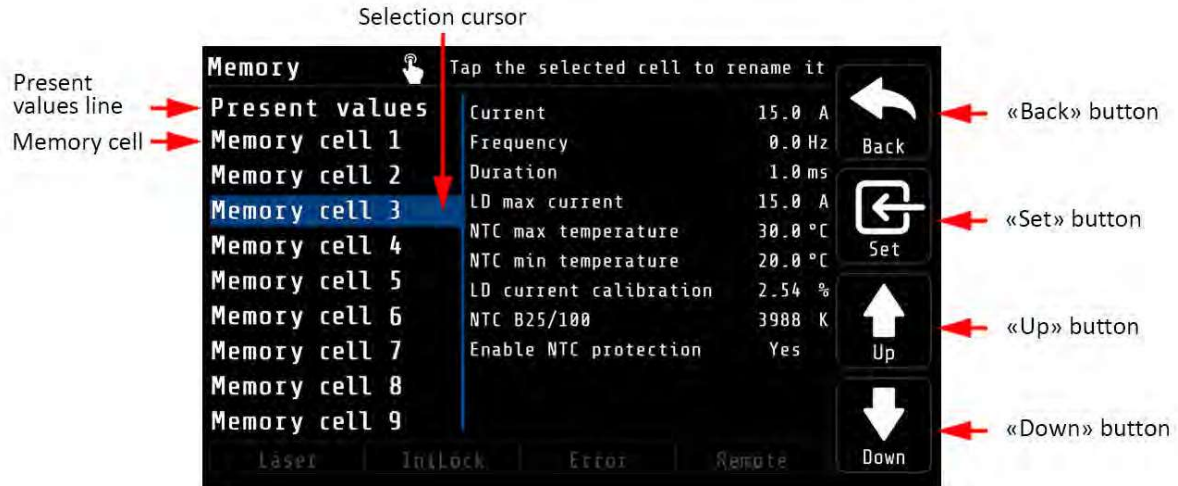 Selection cursor
Memory
Tap the selected cell to rename it
Present
values line
Memory cell
Present values
Memory cell 1
Memory cell 2
Memory cell 3
Memory cell 4
Memory cell 5
Memory cell 6
Memory cell 7
Memory cell 8
Memory cell 9
Current 15.0 A
Frequency 0.0 Hz
Duration 1.0 ms
LD max current 15.0 A
NTC max temperature 30.0 °C
NTC min temperature 20.0 °C
LD current calibration 2.54 %
NTC B25/100 3988 K
Enable NTC protection Yes
Back
Set
Up
Down
«Back» button
«Set» button
«Up» button
«Down» button
Laser IntLock Error Remote